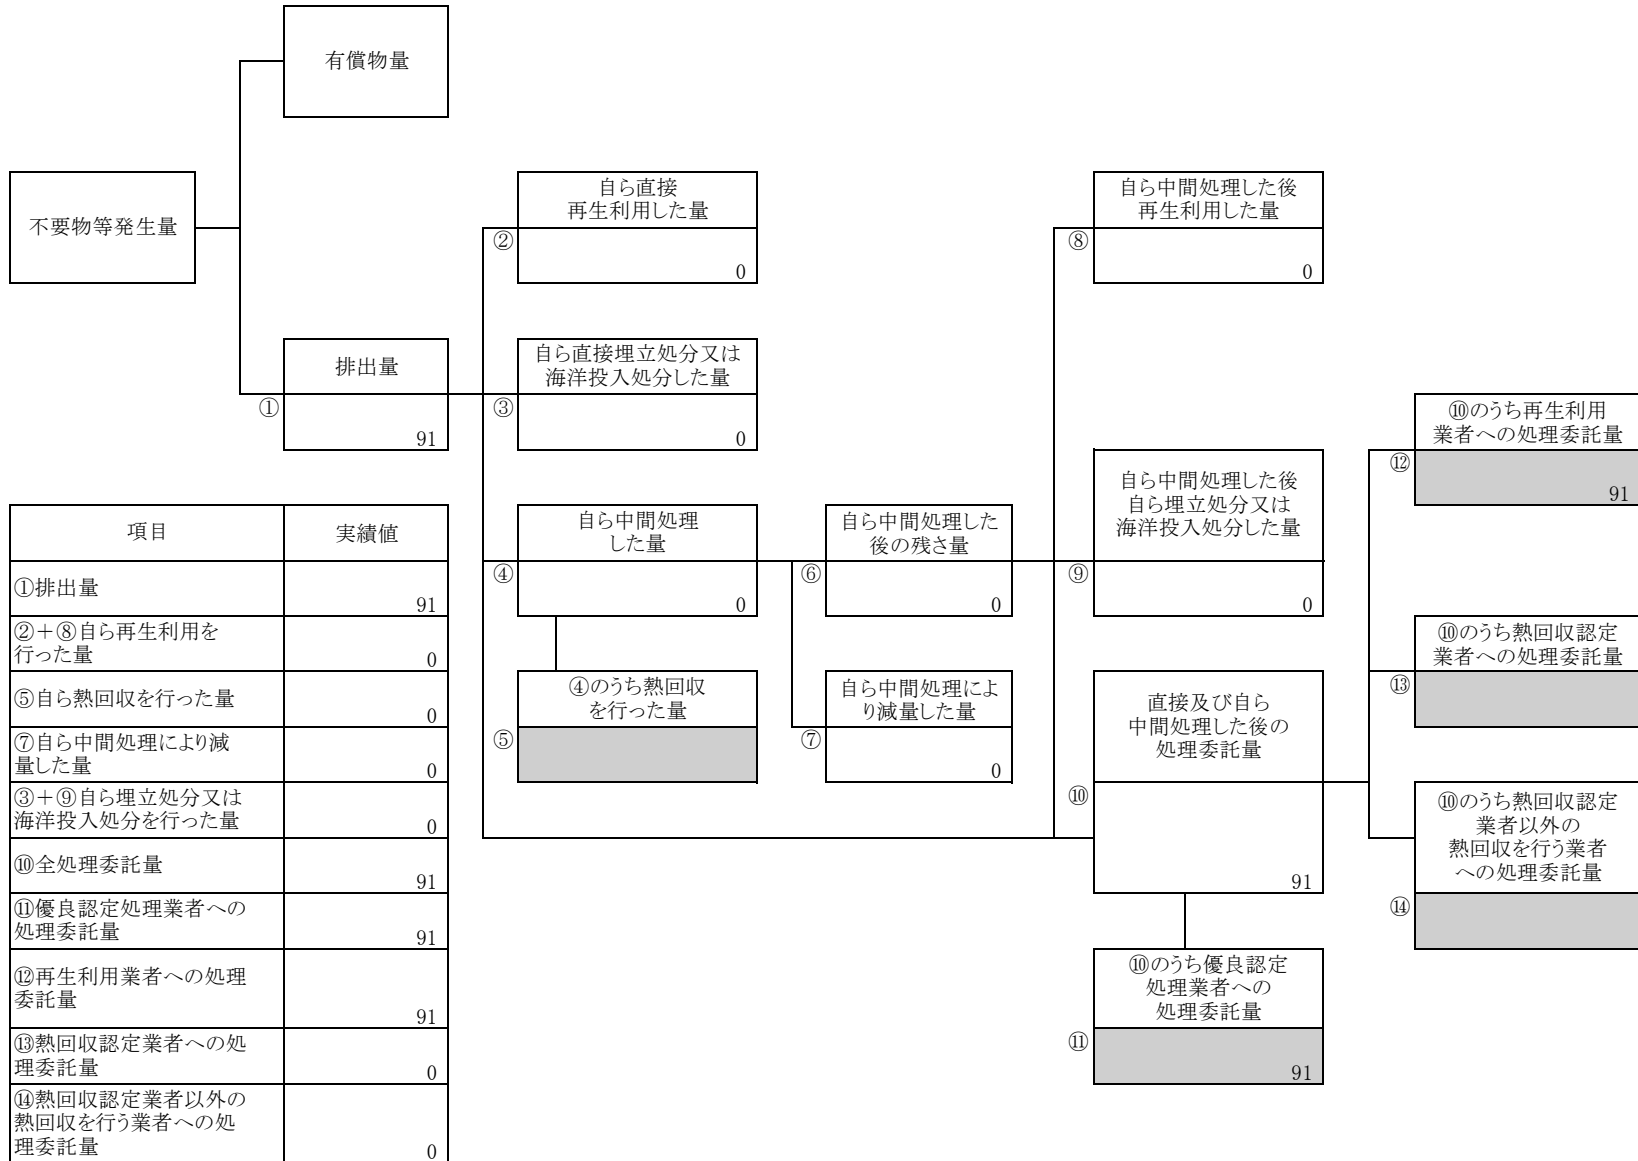 有償物量
不要物等発生量
自ら直接
再生利用した量
②
0
自ら中間処理した後
再生利用した量
⑧
0
排出量
①
91
自ら直接埋立処分又は
海洋投入処分した量
③
0
⑩のうち再生利用
業者への処理委託量
⑫
91
自ら中間処理
した量
④
0
自ら中間処理した
後の残さ量
⑥
0
自ら中間処理した後
自ら埋立処分又は
海洋投入処分した量
⑨
0
⑩のうち熱回収認定
業者への処理委託量
⑬
④のうち熱回収
を行った量
⑤
自ら中間処理によ
り減量した量
⑦
0
直接及び自ら
中間処理した後の
処理委託量
⑩
91
⑩のうち熱回収認定
業者以外の
熱回収を行う業者
への処理委託量
⑭
⑩のうち優良認定
処理業者への
処理委託量
⑪
91
項目
実績値
①排出量
91
②+⑧自ら再生利用を
行った量
0
⑤自ら熱回収を行った量
0
⑦自ら中間処理により減
量した量
0
③+⑨自ら埋立処分又は
海洋投入処分を行った量
0
⑩全処理委託量
91
⑪優良認定処理業者への
処理委託量
91
⑫再生利用業者への処理
委託量
91
⑬熱回収認定業者への処
理委託量
0
⑭熱回収認定業者以外の
熱回収を行う業者への処
理委託量
0